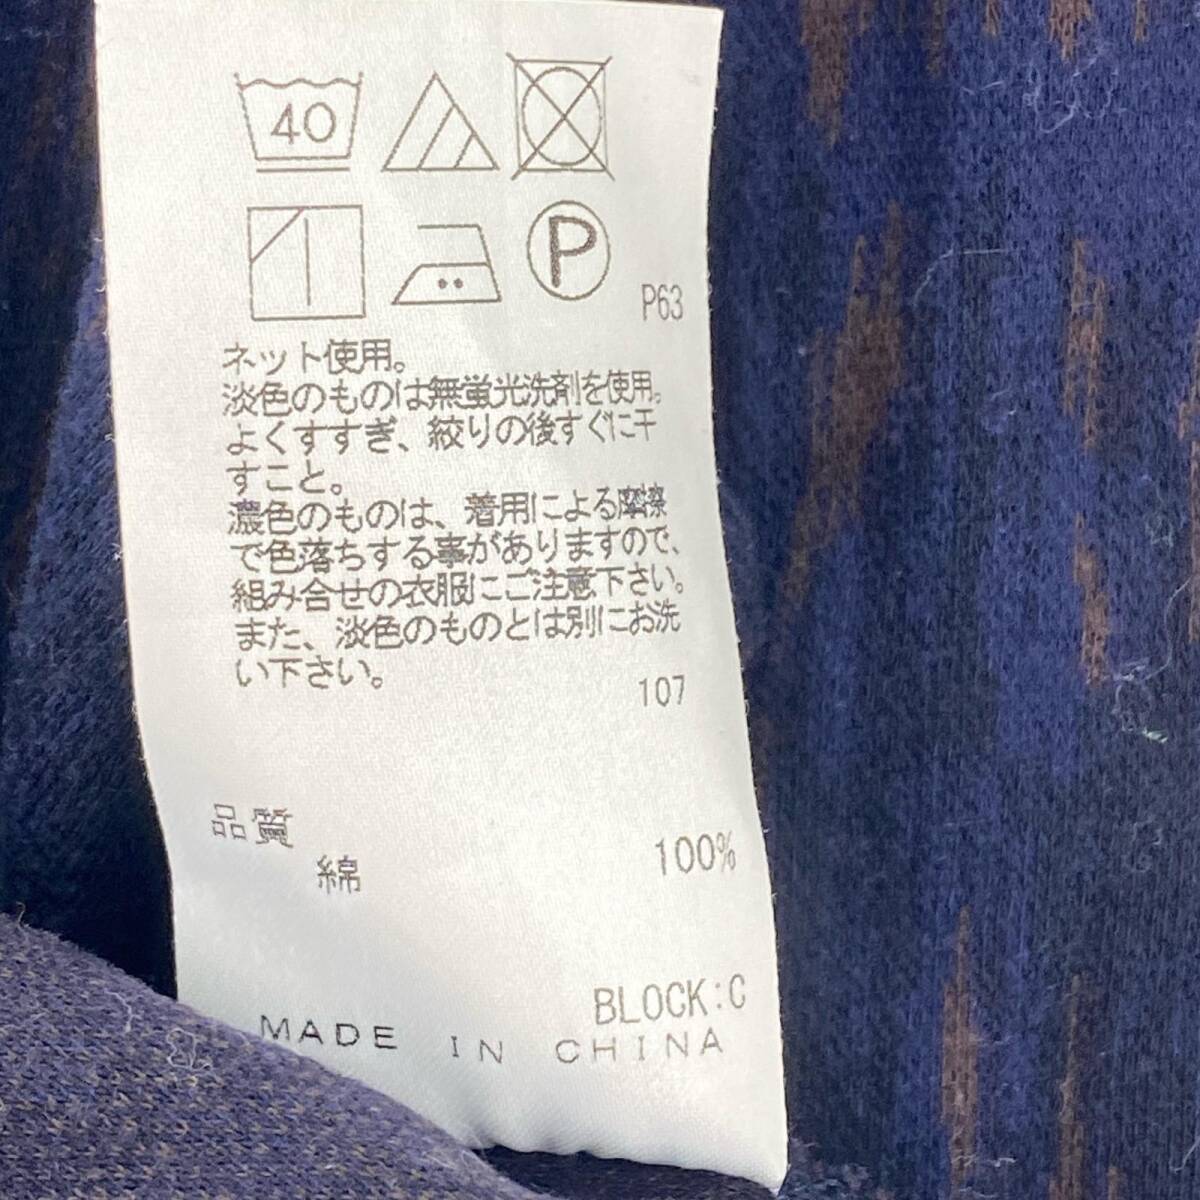 40
P
P63
ネット使用。
淡色のものは無蛍光洗剤を使用。
よくすすぎ、絞りの後すぐに干
すこと。
濃色のものは、着用による摩擦
で色落ちする事がありますので、
組み合せの衣服にご注意下さい。
また、淡色のものとは別にお洗
い下さい。
107
品質
綿 100%
BLOCK:C
MADE IN CHINA